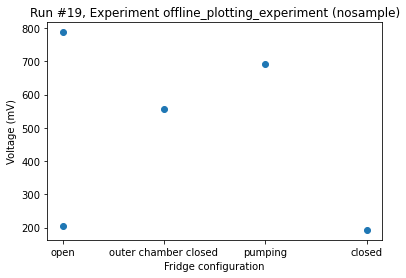 Run #19, Experiment offline_plotting_experiment (nosample)
800
700
600
500
400
300
200
Voltage (mV)
open outer chamber closed pumping closed
Fridge configuration